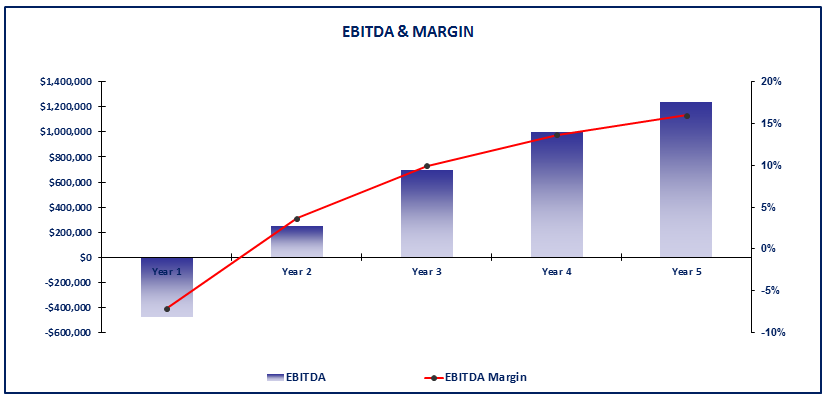 EBITDA & MARGIN
$1,400,000
$1,200,000
$1,000,000
$800,000
$600,000
$400,000
$200,000
$0
-$200,000
-$400,000
-$600,000
20%
15%
10%
5%
0%
-5%
-10%
Year 1
Year 2
Year 3
Year 4
Year 5
EBITDA
EBITDA Margin